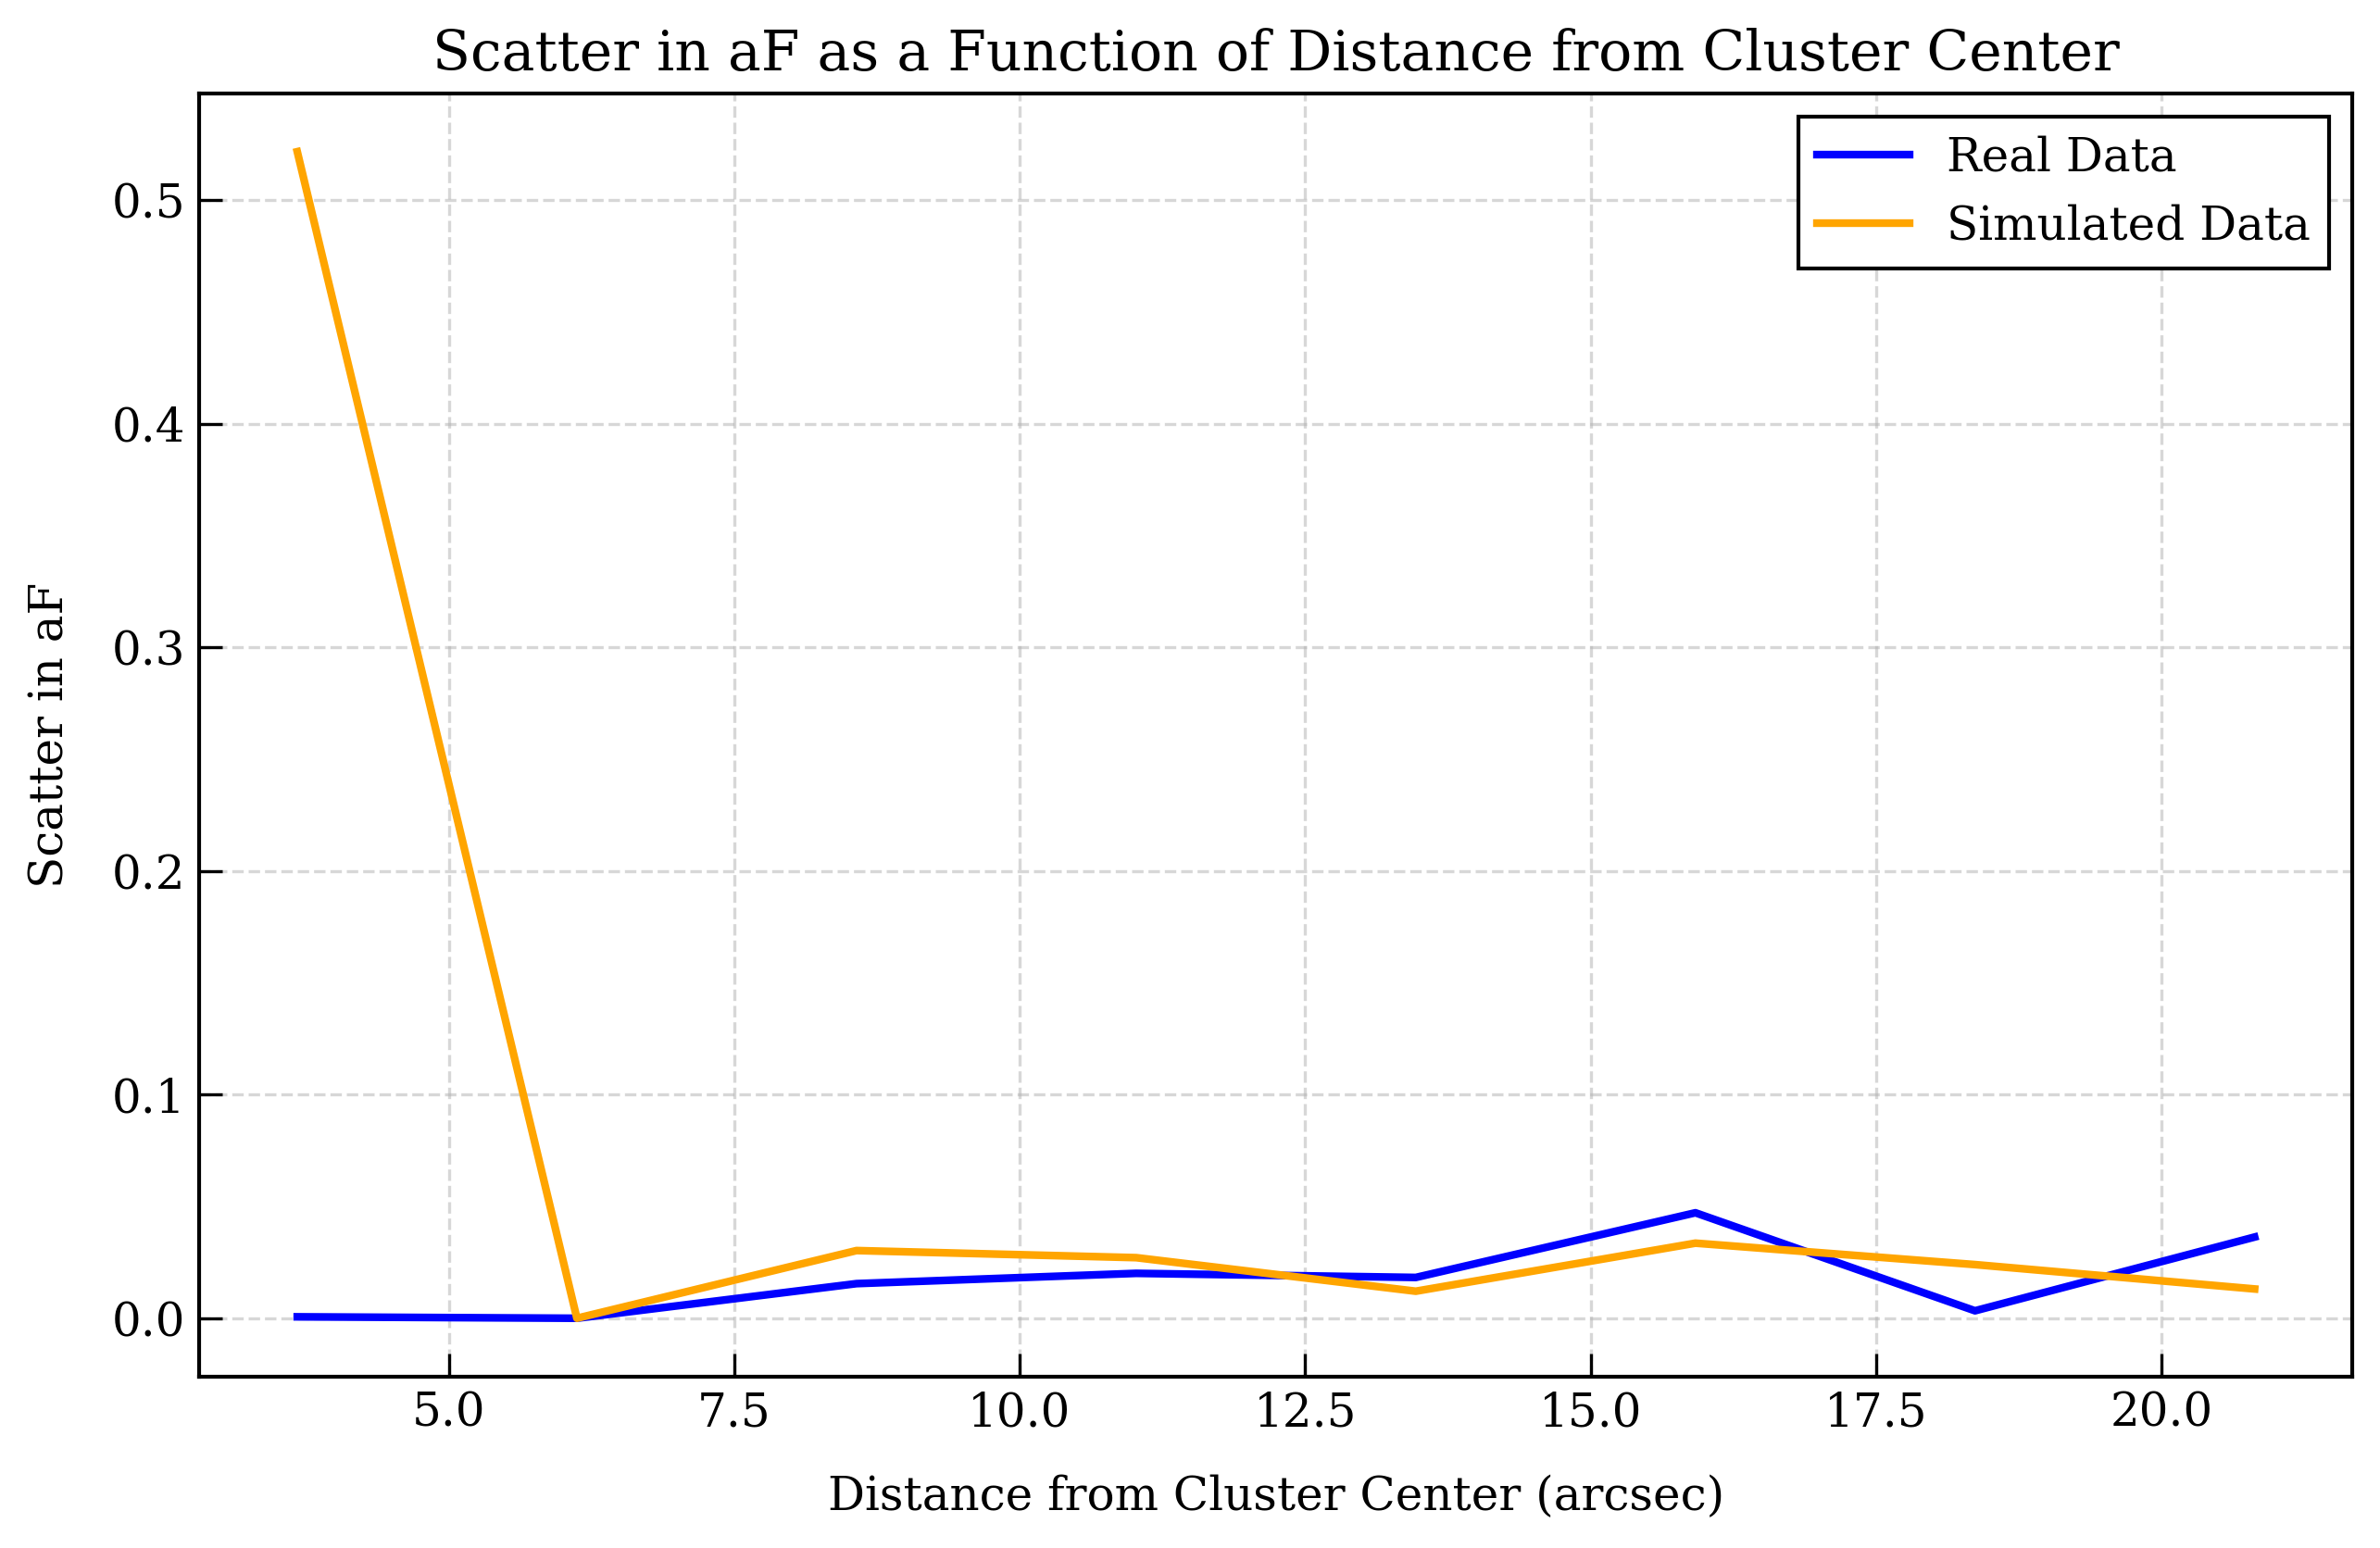 Scatter in aF as a Function of Distance from Cluster Center
Real Data
Simulated Data
Scatter in aF
0.5
0.4
0.3
0.2
0.1
0.0
5.0 7.5 10.0 12.5 15.0 17.5 20.0
Distance from Cluster Center (arcsec)